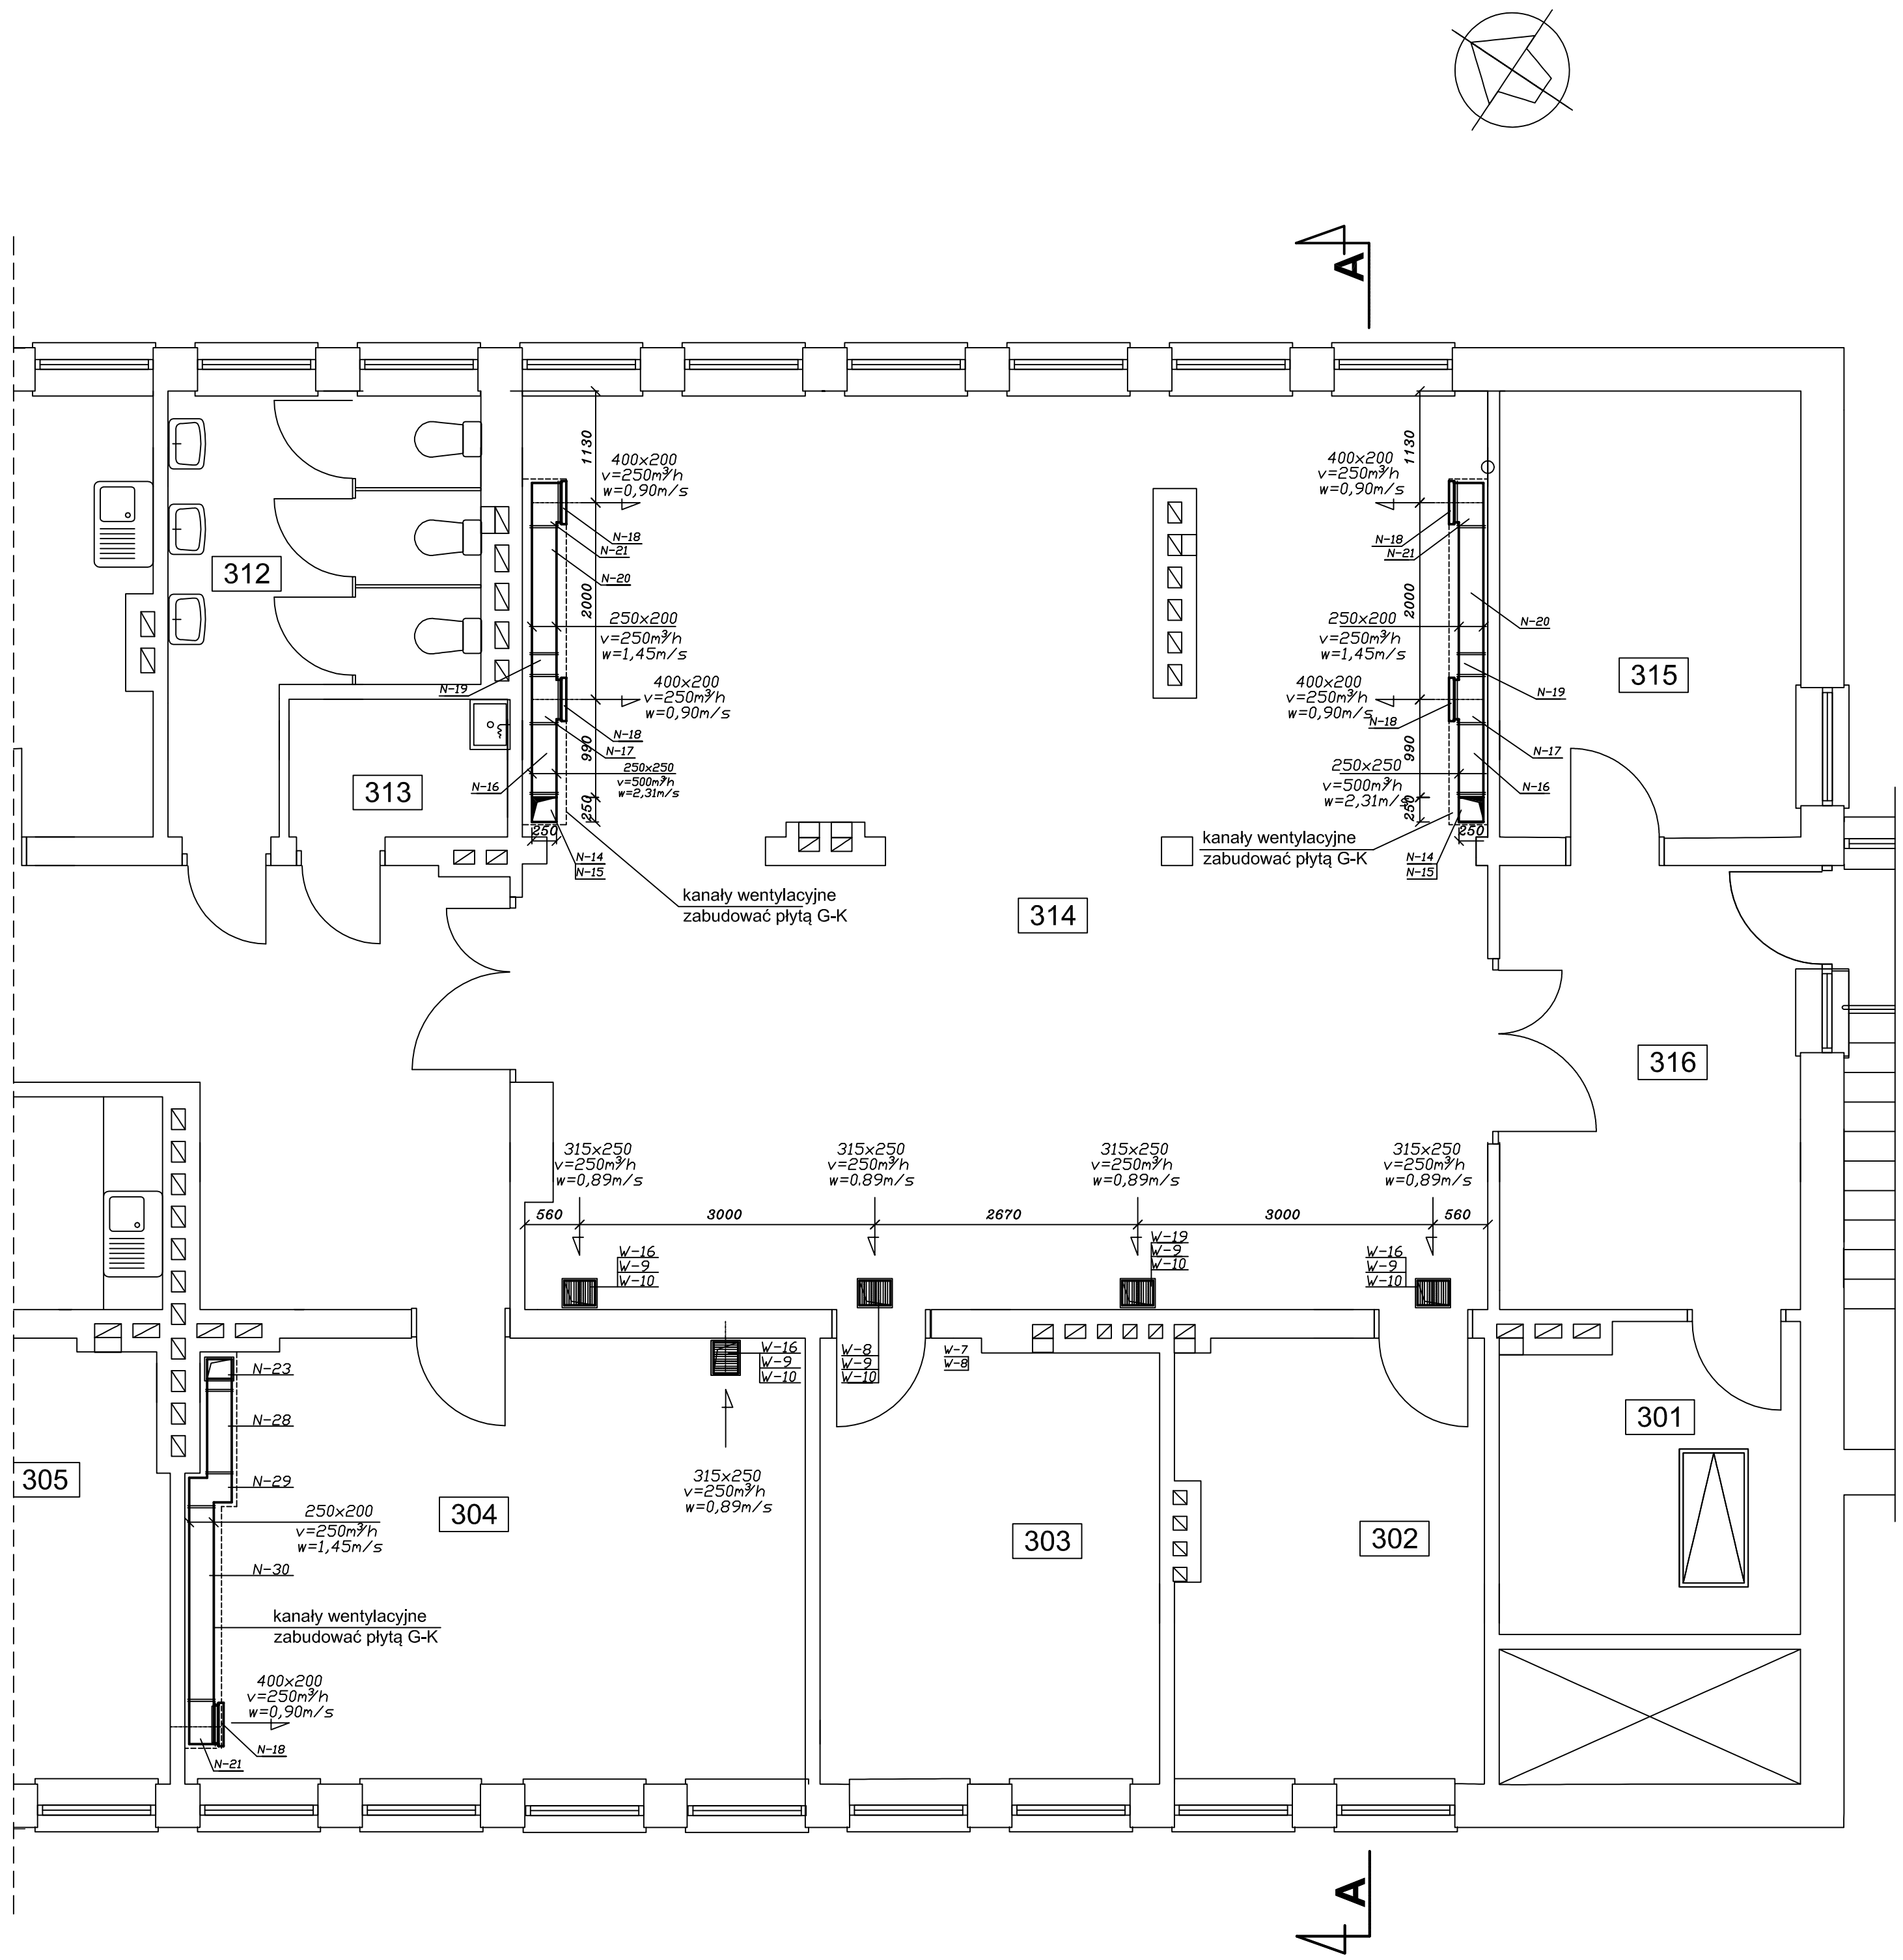 A
1130
400x200
v=250m³/h
w=0,90m/s
N-18
N-21
N-20
2000
250x200
v=250m³/h
w=1,45m/s
N-19
400x200
v=250m³/h
w=0,90m/s
N-18
N-17
990
250x250
v=500m³/h
w=2,31m/s
N-16
250
250
N-14
N-15
kanały wentylacyjne
zabudować płytą G-K
312
313
1130
400x200
v=250m³/h
w=0,90m/s
N-18
N-21
2000
N-20
250x200
v=250m³/h
w=1,45m/s
N-19
400x200
v=250m³/h
w=0,90m/s
N-18
N-17
990
250x250
v=500m³/h
w=2,31m/s
N-16
250
250
N-14
N-15
kanały wentylacyjne
zabudować płytą G-K
315
314
316
315x250
v=250m³/h
w=0,89m/s
315x250
v=250m³/h
w=0.89m/s
315x250
v=250m³/h
w=0,89m/s
315x250
v=250m³/h
w=0,89m/s
560
3000
2670
3000
560
W-16
W-9
W-10
W-19
W-9
W-10
W-16
W-9
W-10
W-16
W-9
W-10
W-8
W-9
W-10
W-7
W-8
N-23
N-28
N-29
305
250x200
v=250m³/h
w=1,45m/s
N-30
304
315x250
v=250m³/h
w=0,89m/s
303
302
301
kanały wentylacyjne
zabudować płytą G-K
400x200
v=250m³/h
w=0,90m/s
N-18
N-21
A